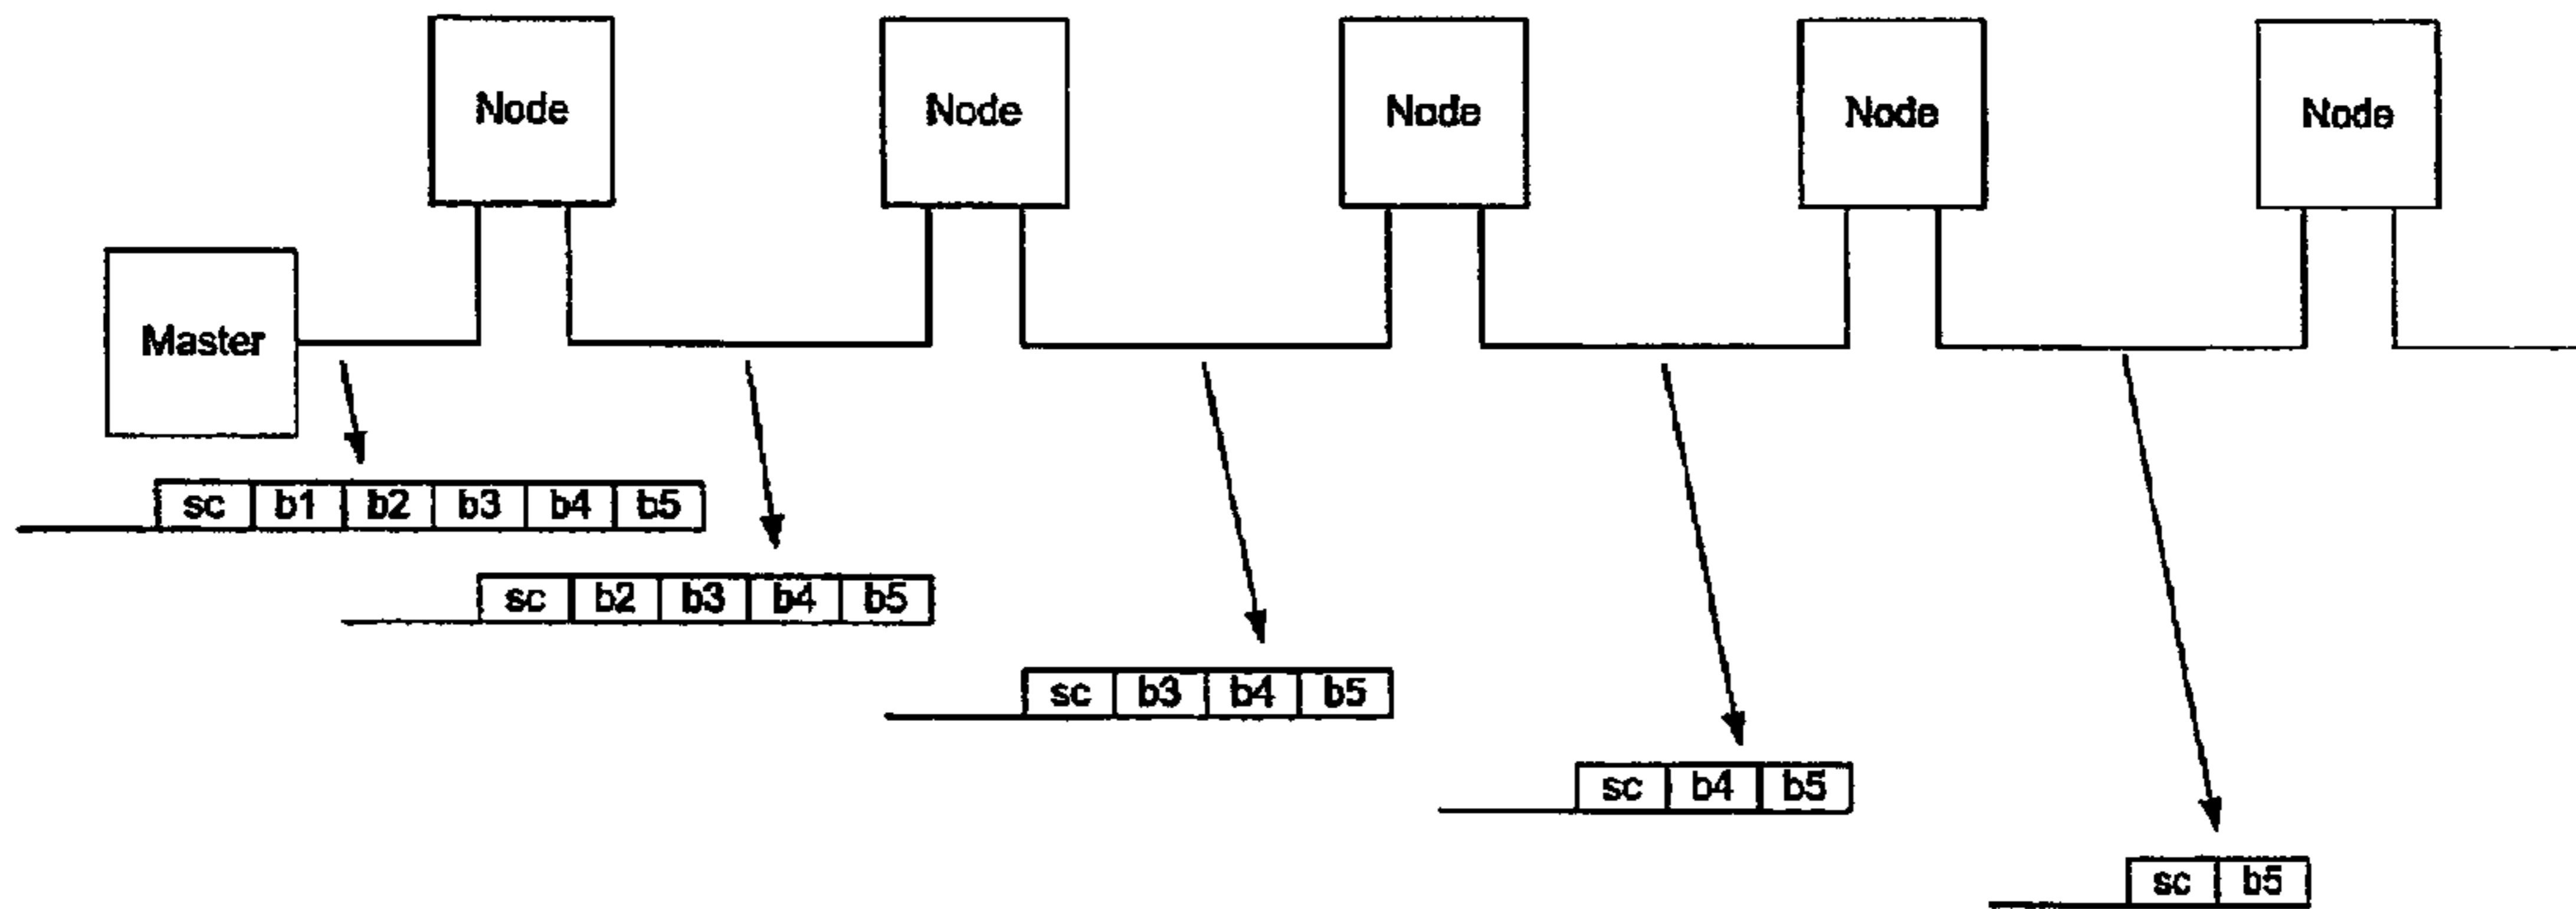 Node Node Node Node Node
Master
sc b1 b2 b3 b4 b5
sc b2 b3 b4 b5
sc b3 b4 b5
sc b4 b5
sc b5